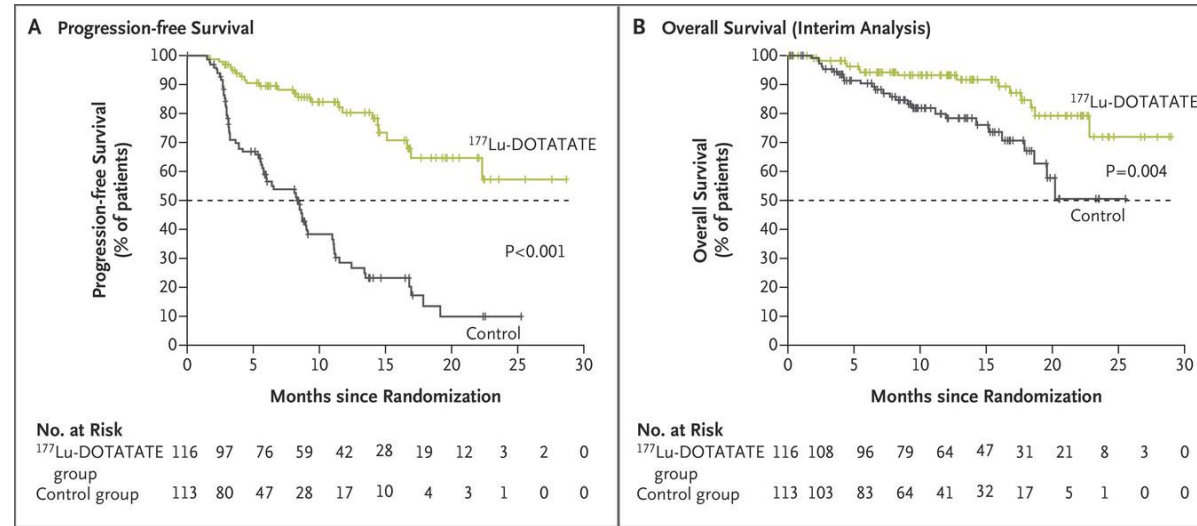 A Progression-free Survival
Progression-free Survival
(% of patients)
100
90
80
70
60
50
40
30
20
10
0
177Lu-DOTATATE
P<0.001
Control
0 5 10 15 20 25 30
Months since Randomization
No. at Risk
177Lu-DOTATATE 116 97 76 59 42 28 19 12 3 2 0
group
Control group 113 80 47 28 17 10 4 3 1 0 0
B Overall Survival (Interim Analysis)
Overall Survival
(% of patients)
100
90
80
70
60
50
40
30
20
10
0
177Lu-DOTATATE
P=0.004
Control
0 5 10 15 20 25 30
Months since Randomization
No. at Risk
177Lu-DOTATATE 116 108 96 79 64 47 31 21 8 3 0
group
Control group 113 103 83 64 41 32 17 5 1 0 0